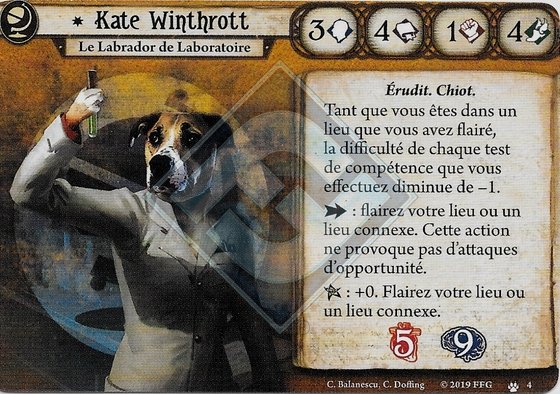 Kate Winthrott
Le Labrador de Laboratoire
3 4 1 4
Érudit. Chiot.
Tant que vous êtes dans un
lieu que vous avez flairé,
la difficulté de chaque test
de compétence que vous
effectuez diminue de −1.
: flairez votre lieu ou un
lieu connexe. Cette action
ne provoque pas d'attaques
d'opportunité.
: +0. Flairez votre lieu ou
un lieu connexe.
5 9
C. Balanescu, C. Doffing © 2019 FFG 4